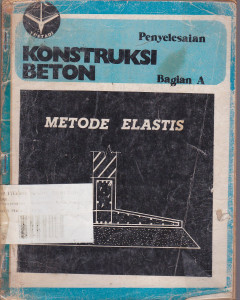 Penyelesaian
KONSTRUKSI
BETON
Bagian A
METODE ELASTIS